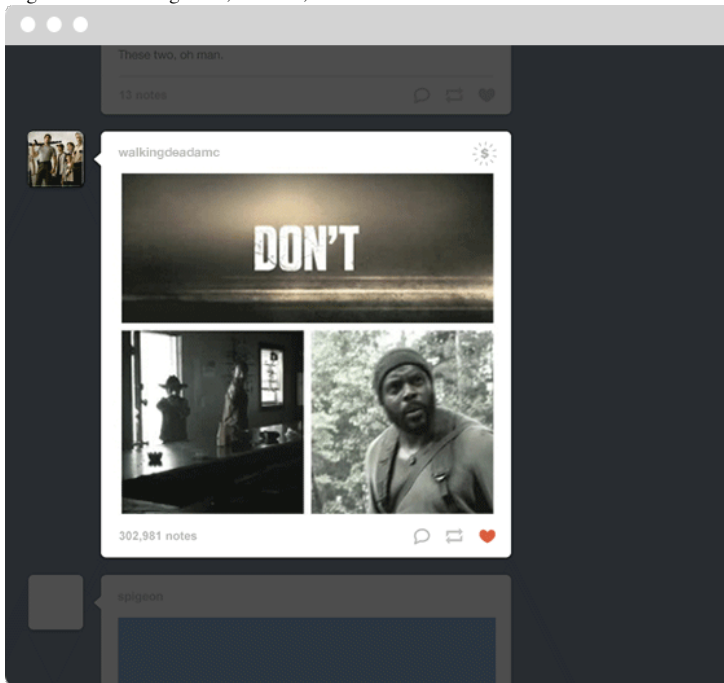 These two, oh man.
13 notes
walkingdeadamc
$
DON'T
302,981 notes
epigeon